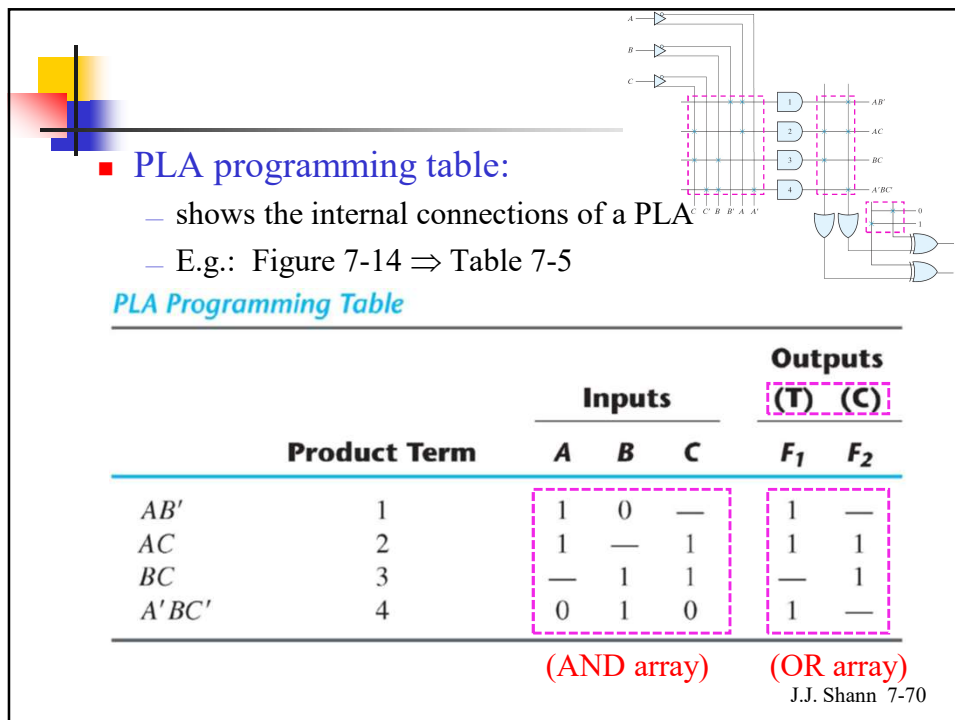 A
B
C
1 AB'
2 AC
3 BC
4 A'BC'
C C' B B' A A'
0
1
■ PLA programming table:
– shows the internal connections of a PLA
– E.g.: Figure 7-14 ⇒ Table 7-5
PLA Programming Table
Outputs
Inputs (T) (C)
Product Term A B C F₁ F₂
AB' 1 1 0 — 1 —
AC 2 1 — 1 1 1
BC 3 — 1 1 — 1
A'BC' 4 0 1 0 1 —
(AND array) (OR array)
J.J. Shann 7-70